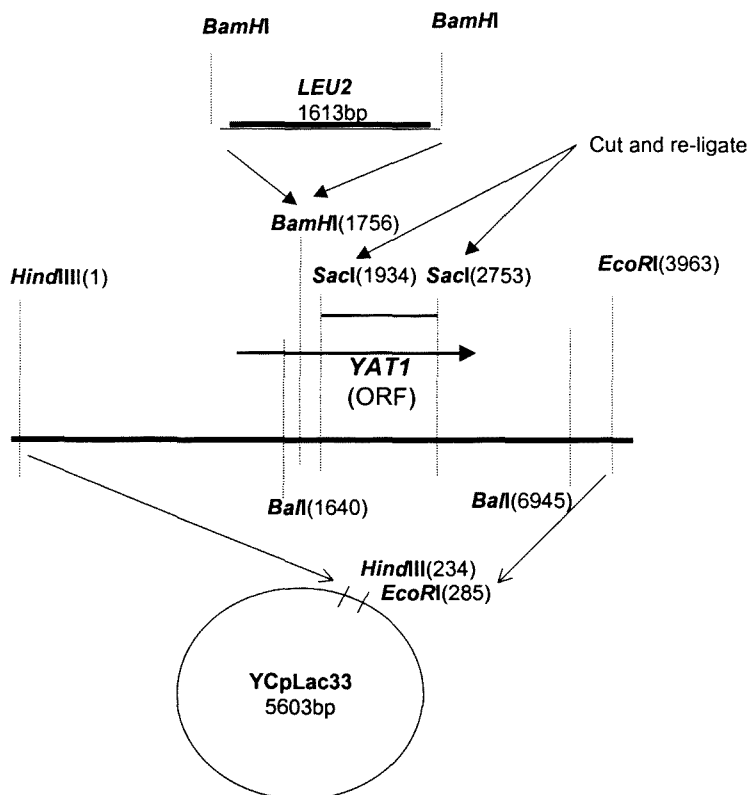 BamHI
BamHI
LEU2
1613bp
Cut and re-ligate
BamHI(1756)
HindIIII(1)
SacI(1934)
SacI(2753)
EcoRI(3963)
YAT1
(ORF)
BalI(1640)
BalI(6945)
HindIII(234)
EcoRI(285)
YCpLac33
5603bp